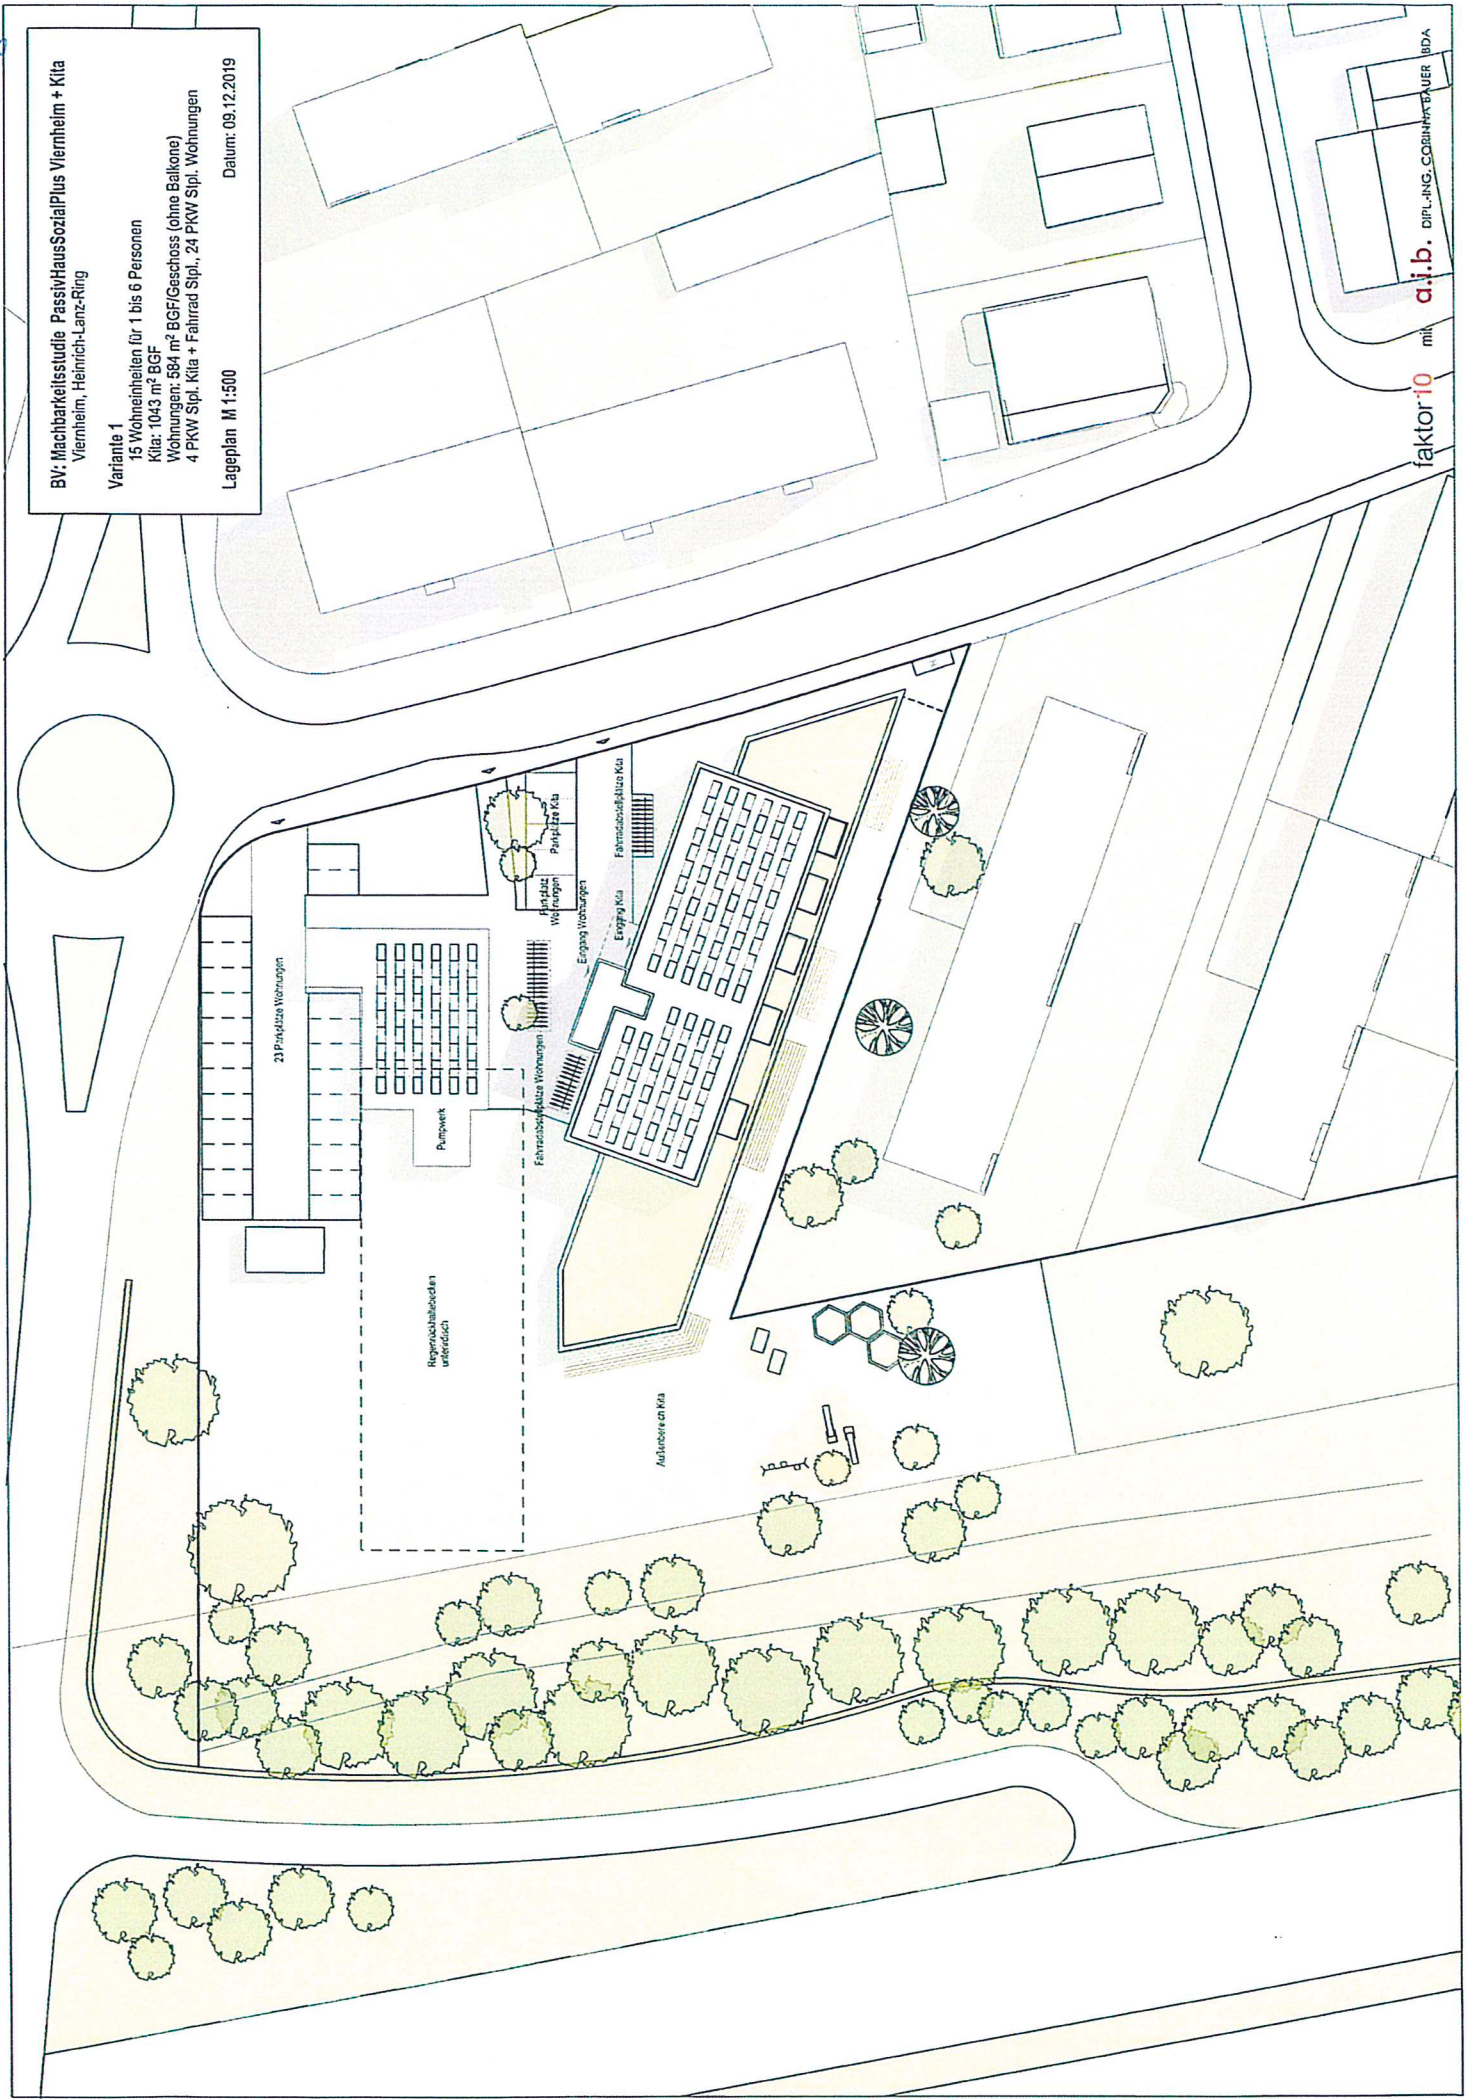 BV: Machbarkeitsstudie PassivHausSozialPlus Viernheim + Kita
Viernheim, Heinrich-Lanz-Ring
Variante 1
15 Wohneinheiten für 1 bis 6 Personen
Kita: 1043 m² BGF
Wohnungen: 584 m² BGF/Geschoss (ohne Balkone)
4 PKW Stpl. Kita + Fahrrad Stpl., 24 PKW Stpl. Wohnungen
Lageplan M 1:500
Datum: 09.12.2019
23 Parkplätze Wohnungen
Pumpwerk
Regenrückhaltebecken
unterirdisch
Parkplatz
Wohnungen
Parkplätze Kita
Fahrradabstellplätze Wohnungen
Eingang Wohnungen
Eingang Kita
Fahrradabstellplätze Kita
Außenbereich Kita
H
faktor10 mit a.i.b. DIPL.-ING. CORINNA BAUER BDA